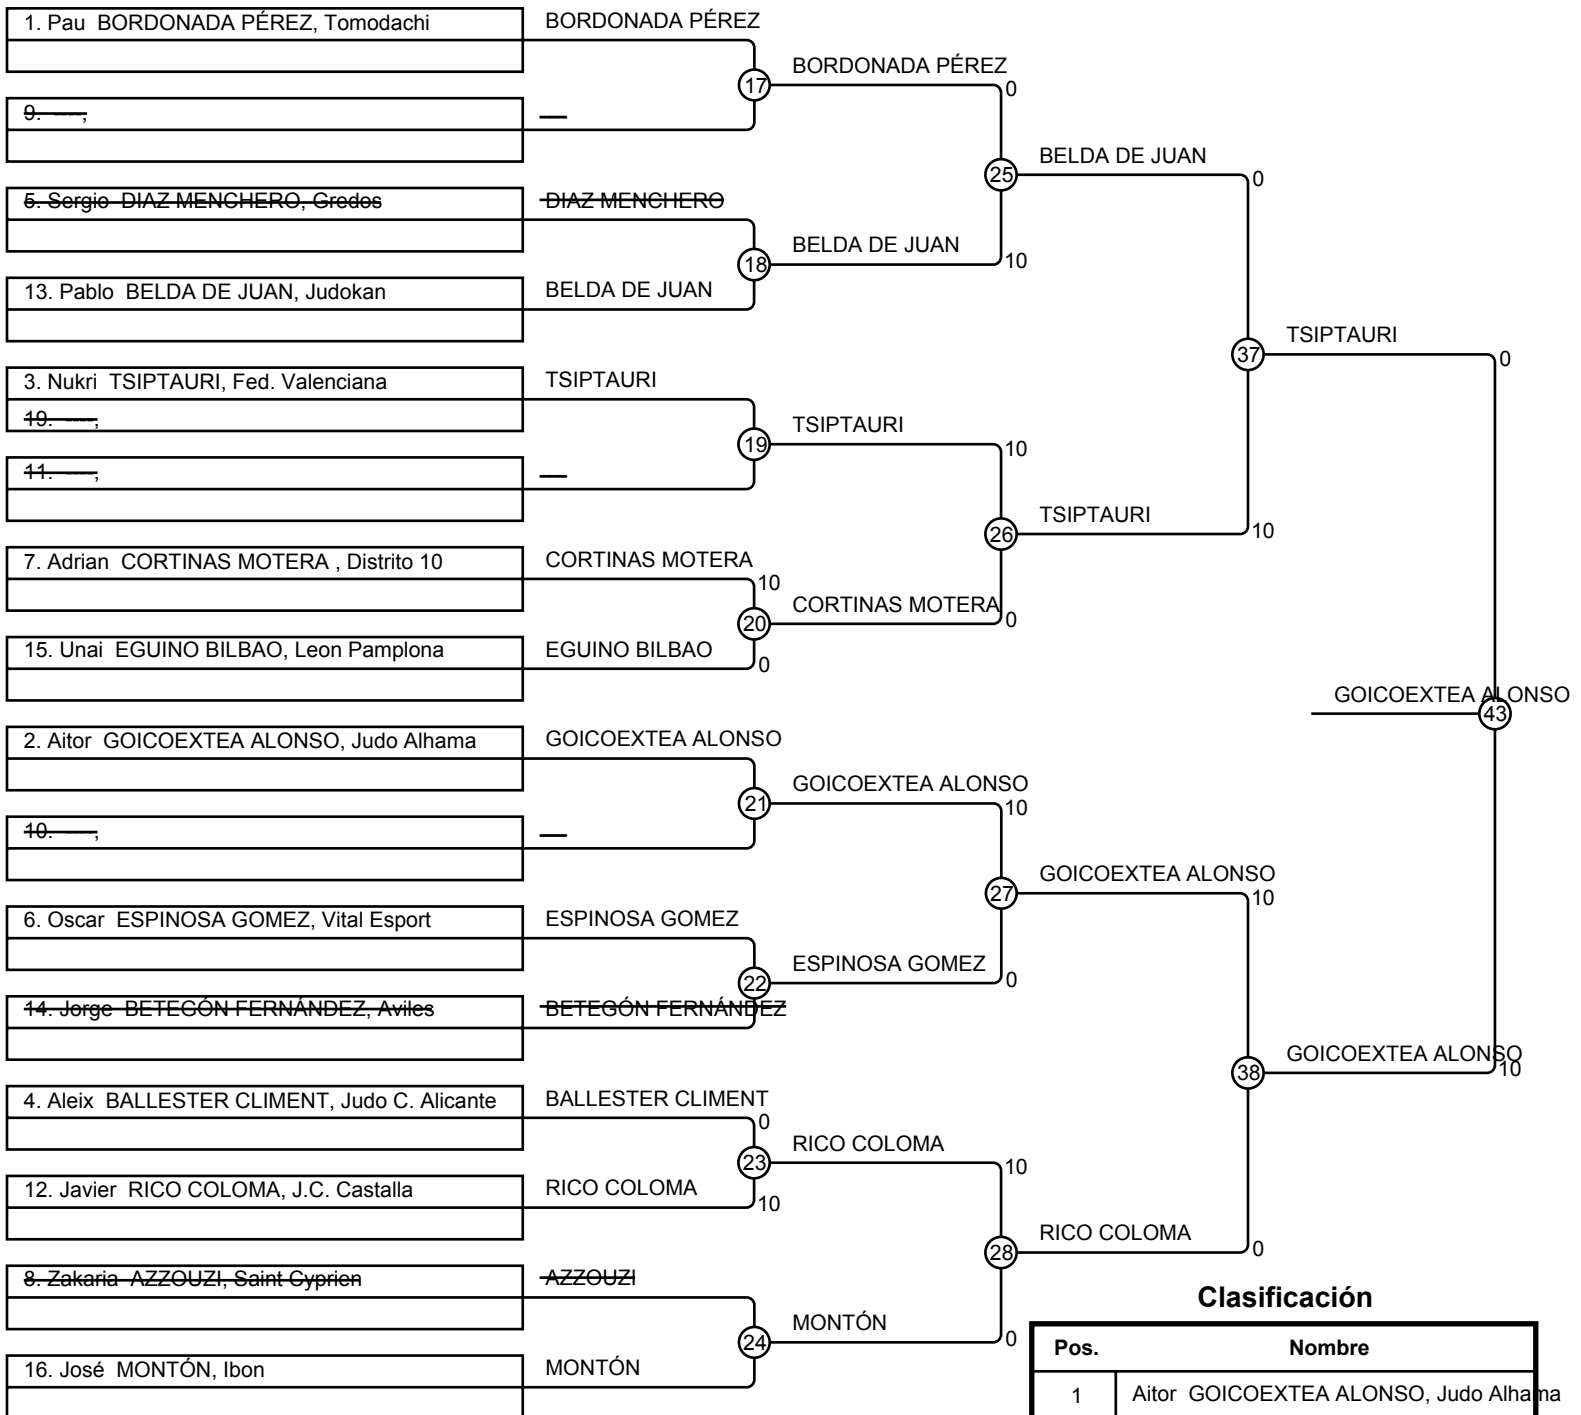 1. Pau BORDONADA PÉREZ, Tomodachi
BORDONADA PÉREZ
17
BORDONADA PÉREZ
0
9. ----,
----
25
BELDA DE JUAN
0
5. Sergio DIAZ MENCHERO, Gredos
DIAZ MENCHERO
18
BELDA DE JUAN
10
13. Pablo BELDA DE JUAN, Judokan
BELDA DE JUAN
37
TSIPTAURI
0
3. Nukri TSIPTAURI, Fed. Valenciana
TSIPTAURI
19. ----,
19
TSIPTAURI
10
11. ----,
----
26
TSIPTAURI
10
7. Adrian CORTINAS MOTERA , Distrito 10
CORTINAS MOTERA
10
20
CORTINAS MOTERA
0
15. Unai EGUINO BILBAO, Leon Pamplona
EGUINO BILBAO
0
GOICOEXTEA ALONSO
43
2. Aitor GOICOEXTEA ALONSO, Judo Alhama
GOICOEXTEA ALONSO
21
GOICOEXTEA ALONSO
10
10. ----,
----
27
GOICOEXTEA ALONSO
10
6. Oscar ESPINOSA GOMEZ, Vital Esport
ESPINOSA GOMEZ
22
ESPINOSA GOMEZ
0
14. Jorge BETEGÓN FERNÁNDEZ, Aviles
BETEGÓN FERNÁNDEZ
38
GOICOEXTEA ALONSO
10
4. Aleix BALLESTER CLIMENT, Judo C. Alicante
BALLESTER CLIMENT
0
23
RICO COLOMA
10
12. Javier RICO COLOMA, J.C. Castalla
RICO COLOMA
10
28
RICO COLOMA
0
8. Zakaria AZZOUZI, Saint Cyprien
AZZOUZI
24
MONTÓN
0
16. José MONTÓN, Ibon
MONTÓN
Clasificación
Pos. Nombre
1 Aitor GOICOEXTEA ALONSO, Judo Alhama